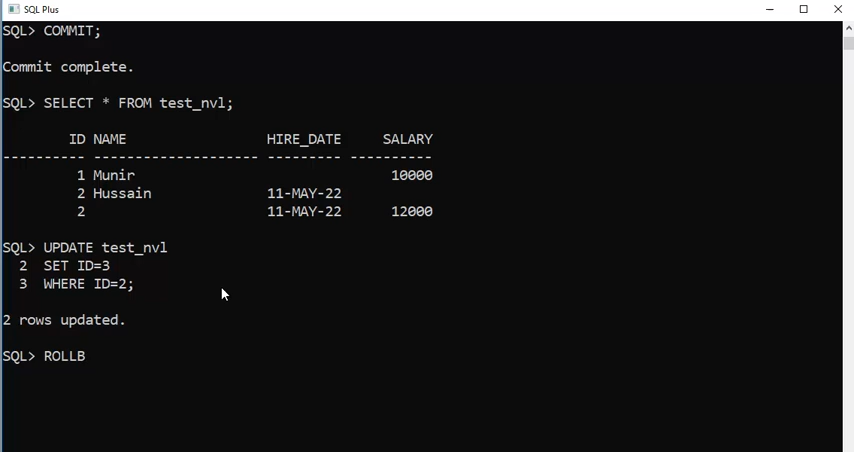 SQL Plus
SQL> COMMIT;
Commit complete.
SQL> SELECT * FROM test_nvl;
ID NAME HIRE_DATE SALARY
---------- -------------------- --------- ----------
1 Munir 10000
2 Hussain 11-MAY-22
2 11-MAY-22 12000
SQL> UPDATE test_nvl
2 SET ID=3
3 WHERE ID=2;
2 rows updated.
SQL> ROLLB